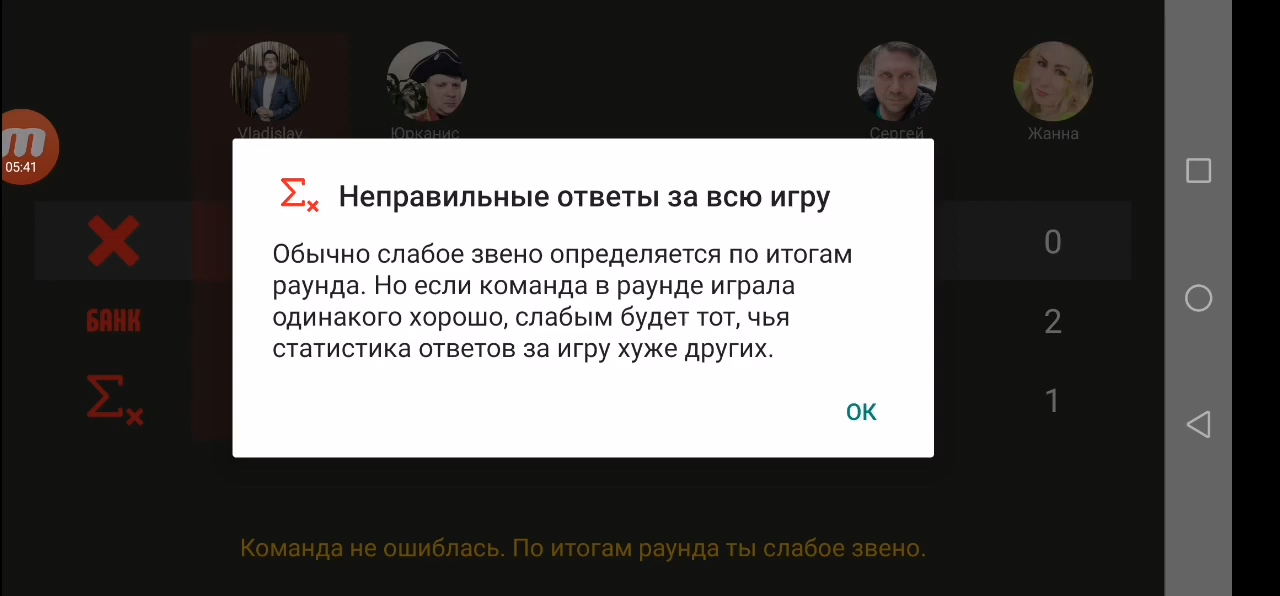 Vladislav
Юрканис
Сергей
Жанна
m
05:41
Неправильные ответы за всю игру
Обычно слабое звено определяется по итогам
раунда. Но если команда в раунде играла
одинакого хорошо, слабым будет тот, чья
статистика ответов за игру хуже других.
ОК
0
БАНК
2
Σx
1
Команда не ошиблась. По итогам раунда ты слабое звено.